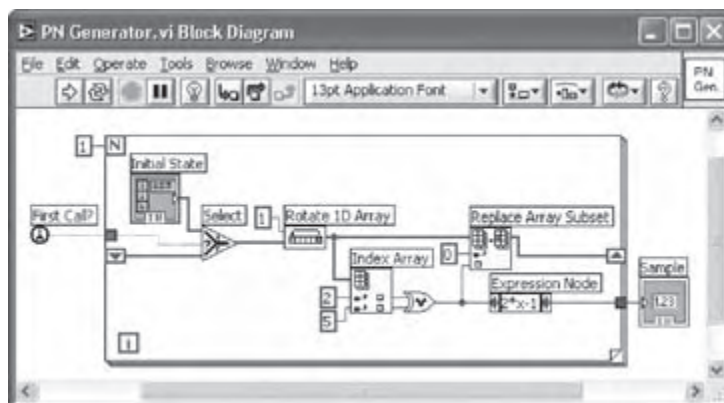 PN Generator.vi Block Diagram
File Edit Operate Tools Browse Window Help
13pt Application Font
PN
Gen.
1 N
Initial State
First Call?
Select
1
Rotate 1D Array
Replace Array Subset
Index Array
0
2
5
Expression Node
2*x-1
Sample
1.23
i